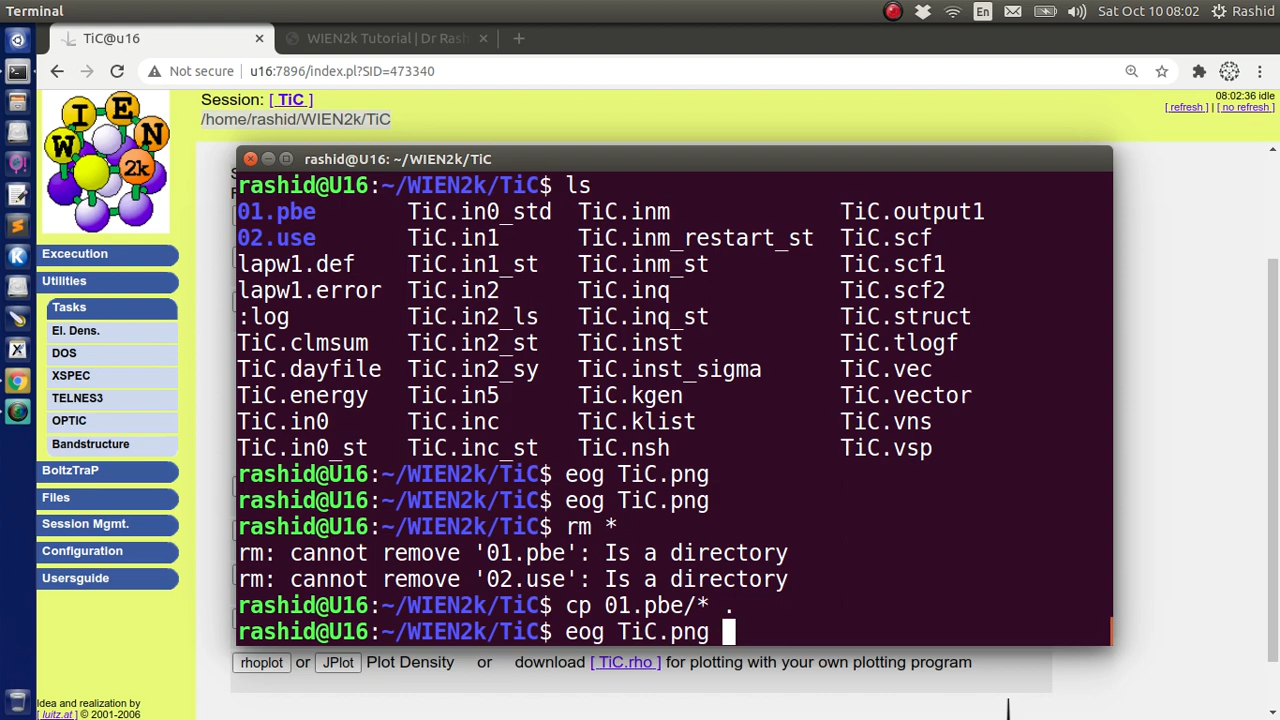 Terminal
En
Sat Oct 10 08:02
Rashid
TiC@u16
WIEN2k Tutorial | Dr Rash
Not secure
u16:7896/index.pl?SID=473340
Session: [ TiC ]
/home/rashid/WIEN2k/TiC
08:02:36 idle
[ refresh ] | [ no refresh ]
W I E N
2k
Excecution
Utilities
Tasks
El. Dens.
DOS
XSPEC
TELNES3
OPTIC
Bandstructure
BoltzTraP
Files
Session Mgmt.
Configuration
Usersguide
Idea and realization by
[ luitz.at ] © 2001-2006
rashid@U16: ~/WIEN2k/TiC
rashid@U16:~/WIEN2k/TiC$ ls
01.pbe TiC.in0_std TiC.inm TiC.output1
02.use TiC.in1 TiC.inm_restart_st TiC.scf
lapw1.def TiC.in1_st TiC.inm_st TiC.scf1
lapw1.error TiC.in2 TiC.inq TiC.scf2
:log TiC.in2_ls TiC.inq_st TiC.struct
TiC.clmsum TiC.in2_st TiC.inst TiC.tlogf
TiC.dayfile TiC.in2_sy TiC.inst_sigma TiC.vec
TiC.energy TiC.in5 TiC.kgen TiC.vector
TiC.in0 TiC.inc TiC.klist TiC.vns
TiC.in0_st TiC.inc_st TiC.nsh TiC.vsp
rashid@U16:~/WIEN2k/TiC$ eog TiC.png
rashid@U16:~/WIEN2k/TiC$ eog TiC.png
rashid@U16:~/WIEN2k/TiC$ rm *
rm: cannot remove '01.pbe': Is a directory
rm: cannot remove '02.use': Is a directory
rashid@U16:~/WIEN2k/TiC$ cp 01.pbe/* .
rashid@U16:~/WIEN2k/TiC$ eog TiC.png
rhoplot or JPlot Plot Density or download [ TiC.rho ] for plotting with your own plotting program